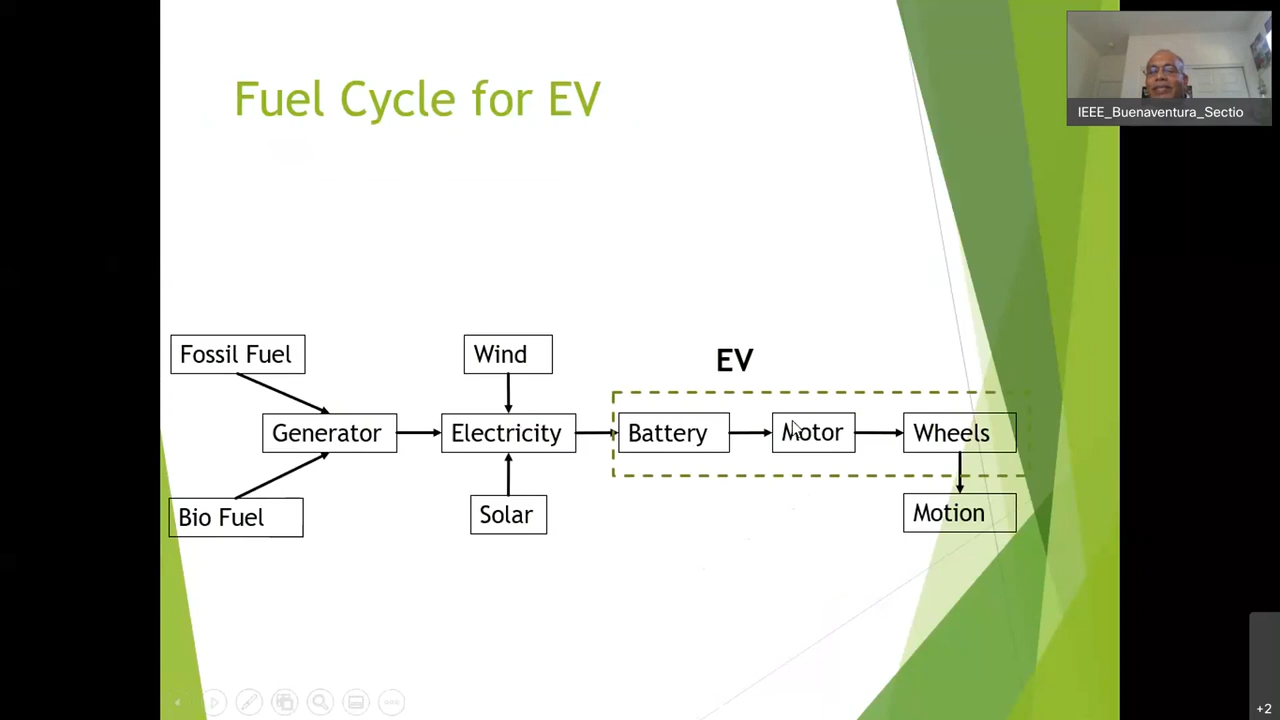 Fuel Cycle for EV
IEEE_Buenaventura_Sectio
Fossil Fuel
Wind
EV
Generator
Electricity
Battery
Motor
Wheels
Bio Fuel
Solar
Motion
+2